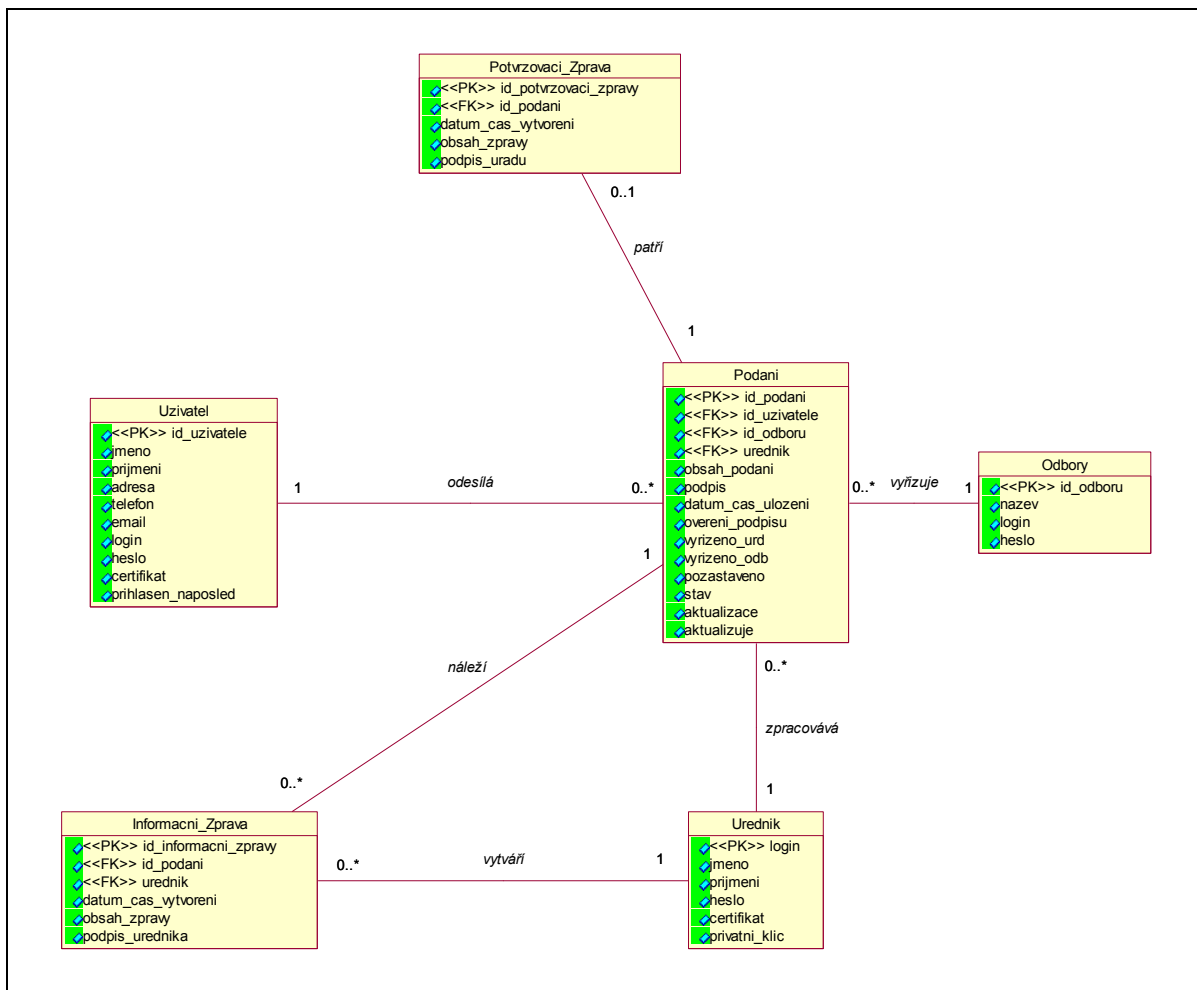 Potvrzovaci_Zprava
<<PK>> id_potvrzovaci_zpravy
<<FK>> id_podani
datum_cas_vytvoreni
obsah_zpravy
podpis_uradu
0..1
patří
1
Podani
<<PK>> id_podani
<<FK>> id_uzivatele
<<FK>> id_odboru
<<FK>> urednik
obsah_podani
podpis
datum_cas_ulozeni
overeni_podpisu
vyrizeno_urd
vyrizeno_odb
pozastaveno
stav
aktualizace
aktualizuje
Uzivatel
<<PK>> id_uzivatele
jmeno
prijmeni
adresa
telefon
email
login
heslo
certifikat
prihlasen_naposled
1
odesílá
0..*
0..*
vyřizuje
1
Odbory
<<PK>> id_odboru
nazev
login
heslo
1
náleží
0..*
0..*
zpracovává
1
Informacni_Zprava
<<PK>> id_informacni_zpravy
<<FK>> id_podani
<<FK>> urednik
datum_cas_vytvoreni
obsah_zpravy
podpis_urednika
0..*
vytváří
1
Urednik
<<PK>> login
jmeno
prijmeni
heslo
certifikat
privatni_klic